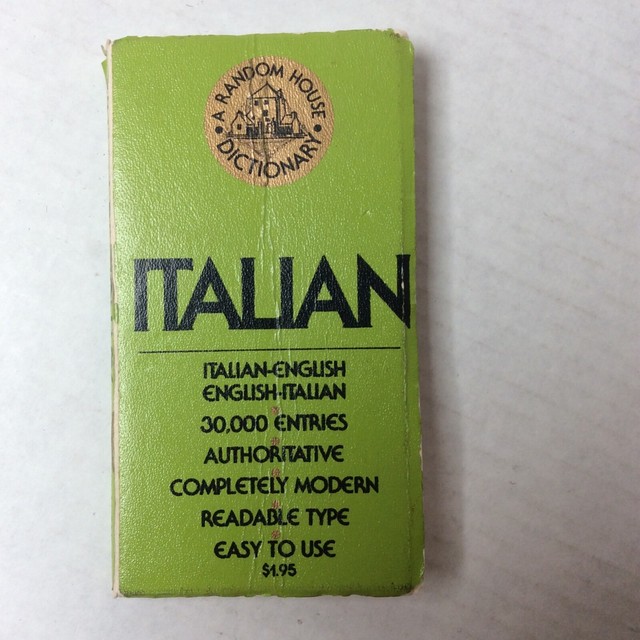 • A RANDOM HOUSE •
DICTIONARY
ITALIAN
ITALIAN-ENGLISH
ENGLISH-ITALIAN
30,000 ENTRIES
AUTHORITATIVE
COMPLETELY MODERN
READABLE TYPE
EASY TO USE
$1.95